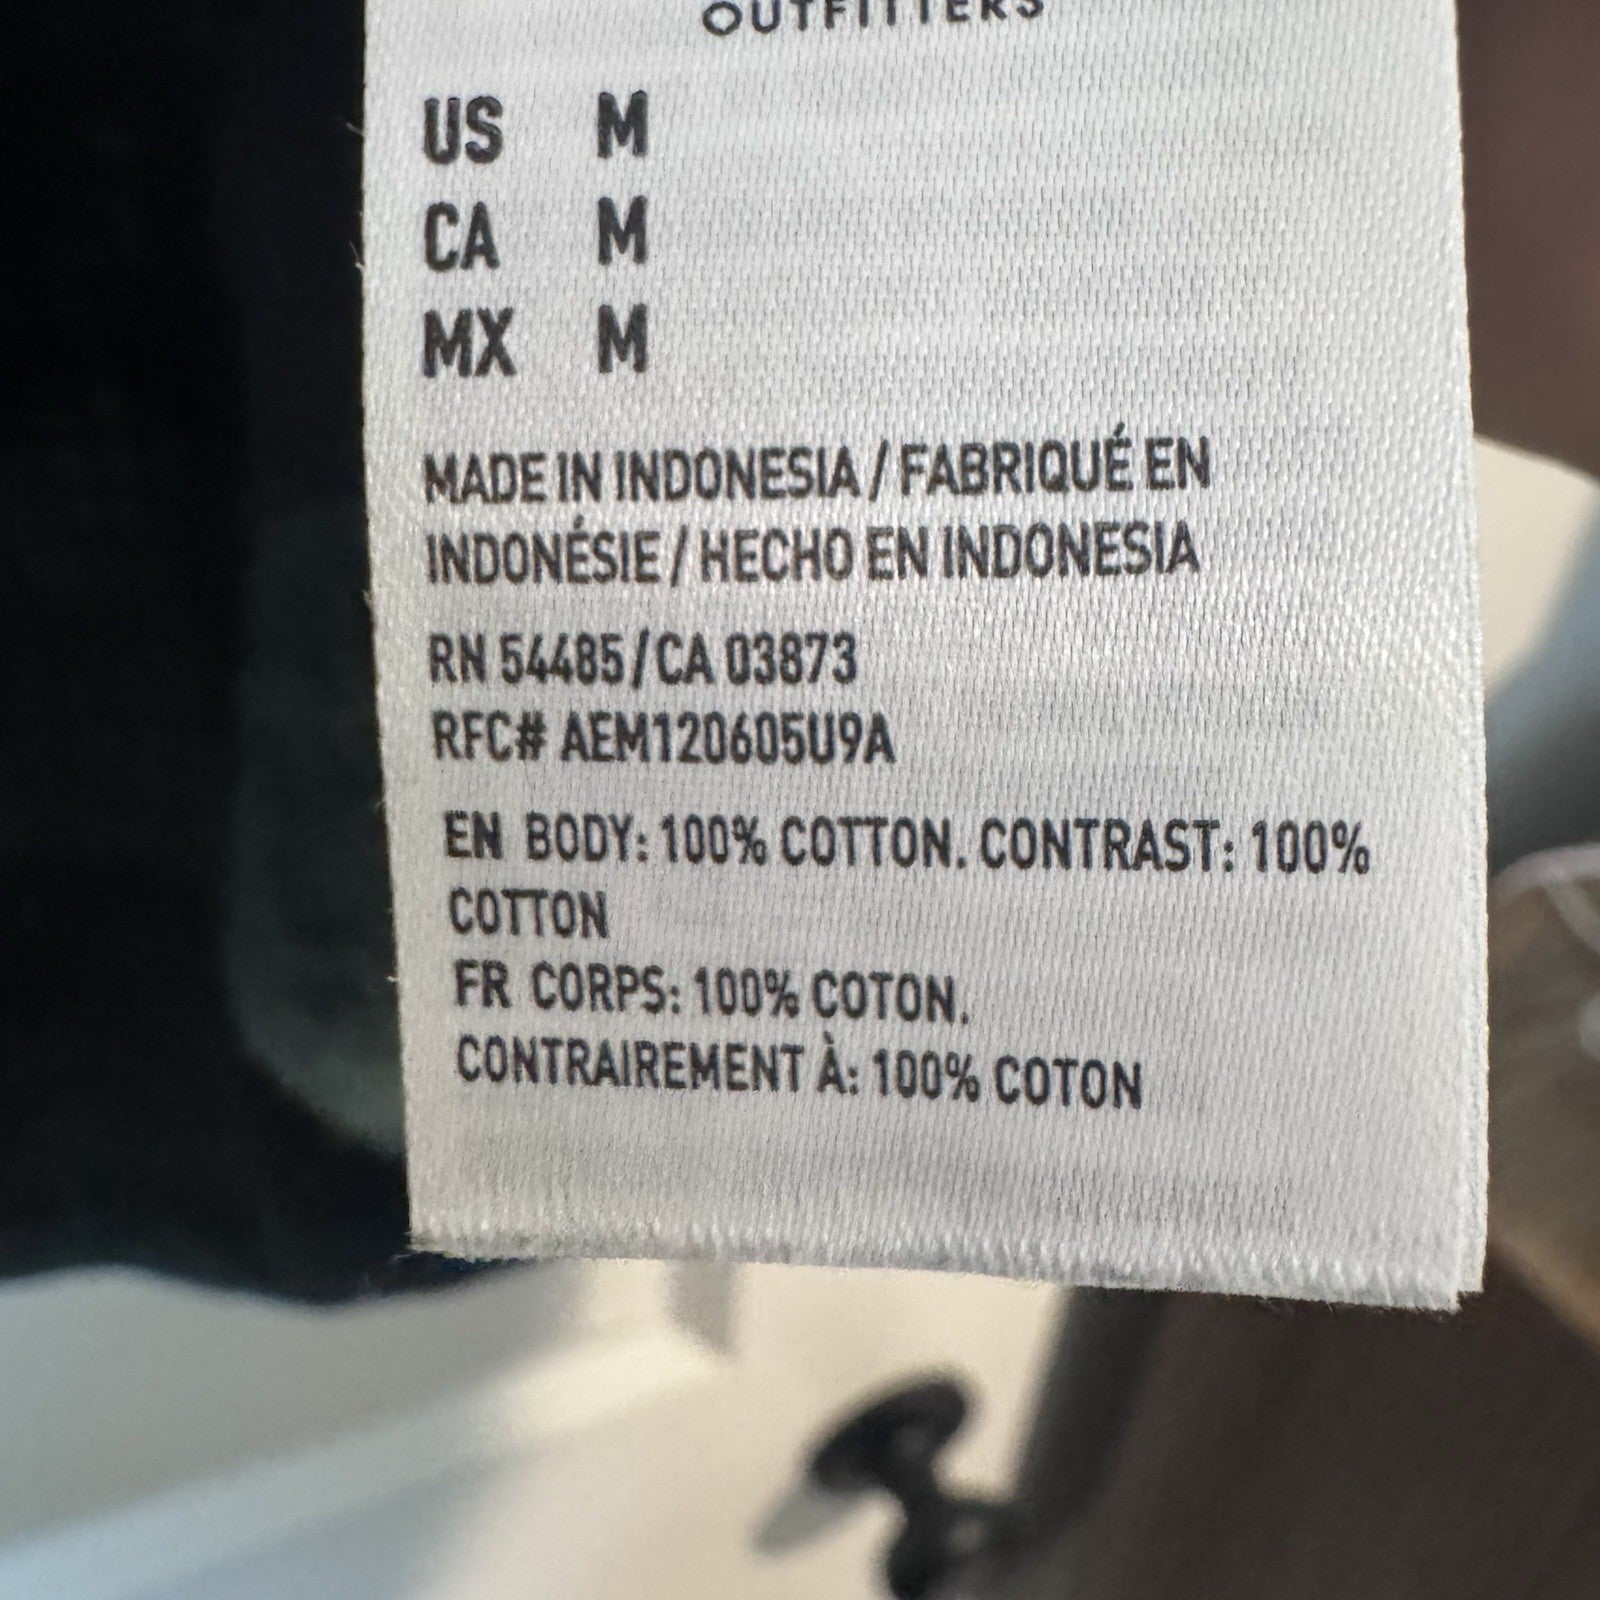 OUTFITTERS
US M
CA M
MX M
MADE IN INDONESIA / FABRIQUÉ EN
INDONÉSIE / HECHO EN INDONESIA
RN 54485 / CA 03873
RFC# AEM120605U9A
EN BODY: 100% COTTON. CONTRAST: 100%
COTTON
FR CORPS: 100% COTON.
CONTRAIREMENT À: 100% COTON